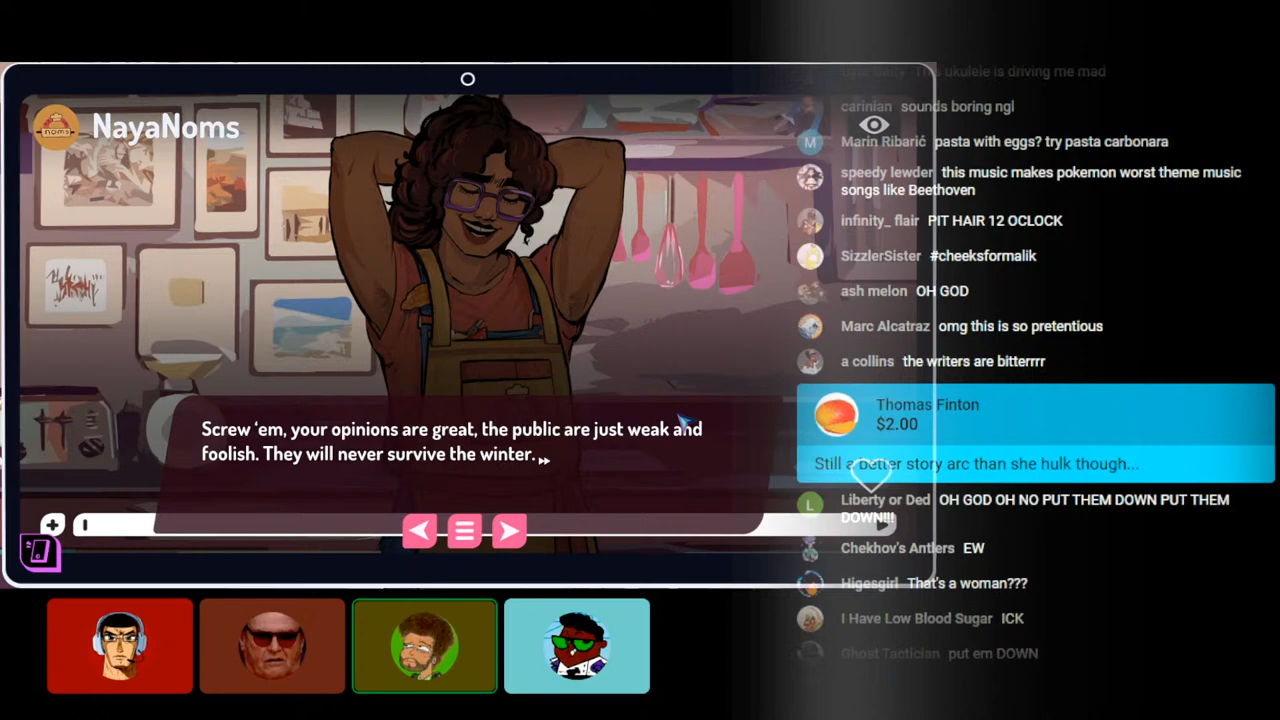 NayaNoms
noms
Screw ‘em, your opinions are great, the public are just weak and
foolish. They will never survive the winter.
ukulele is driving me mad
carinian sounds boring ngl
M Marin Ribarić pasta with eggs? try pasta carbonara
speedy lewder this music makes pokemon worst theme music
songs like Beethoven
infinity_ flair PIT HAIR 12 OCLOCK
SizzlerSister #cheeksformalik
ash melon OH GOD
Marc Alcatraz omg this is so pretentious
a collins the writers are bitterrrr
Thomas Finton
$2.00
Still a better story arc than she hulk though...
L Liberty or Ded OH GOD OH NO PUT THEM DOWN PUT THEM
DOWN!!!
Chekhov's Antlers EW
Higesgirl That's a woman???
I Have Low Blood Sugar ICK
Ghost Tactician put em DOWN